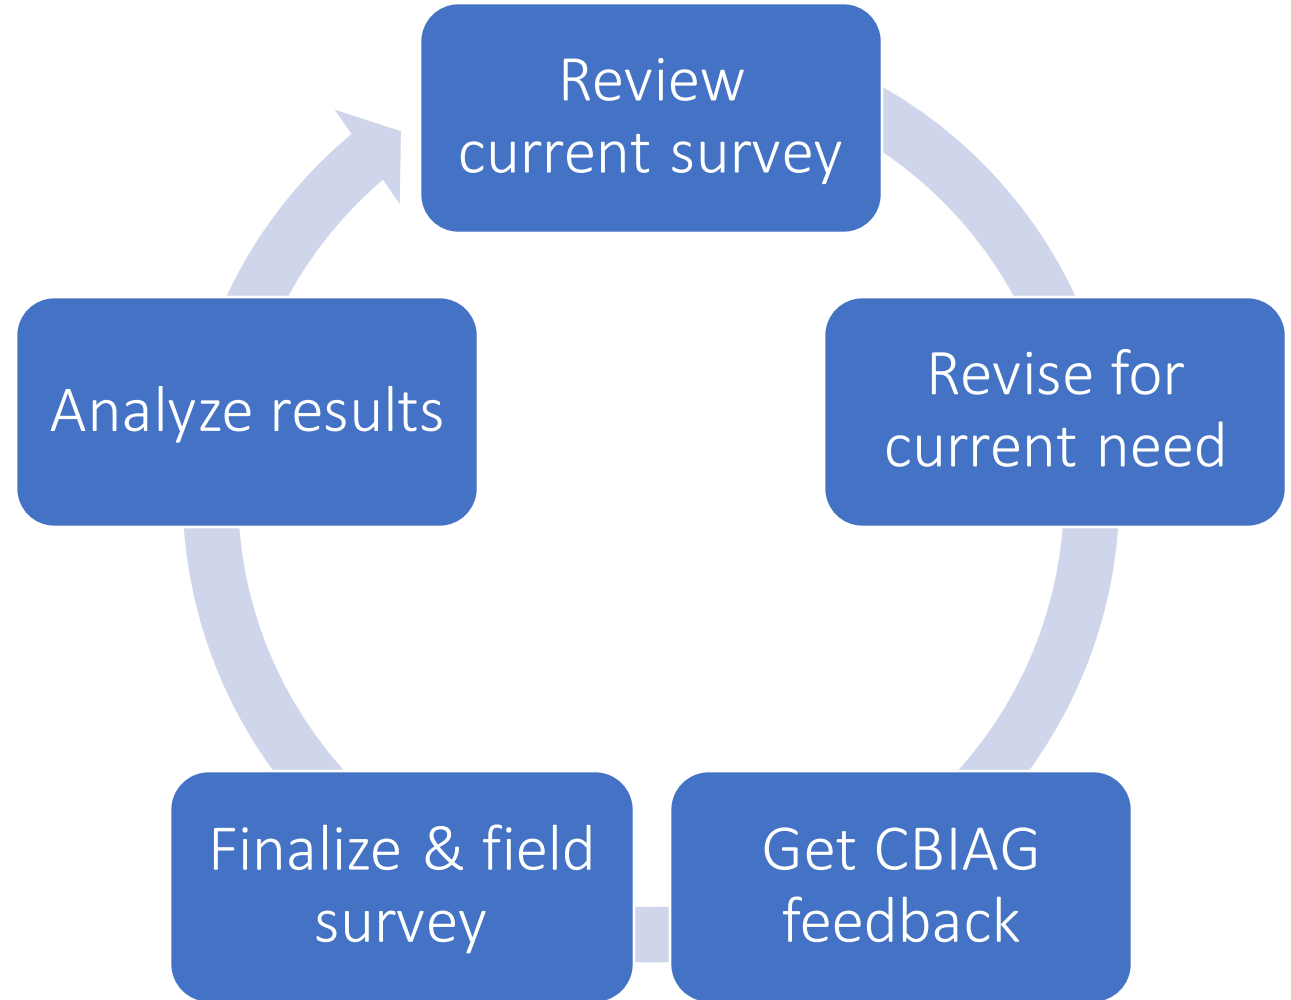 Review
current survey
Revise for
current need
Get CBIAG
feedback
Finalize & field
survey
Analyze results